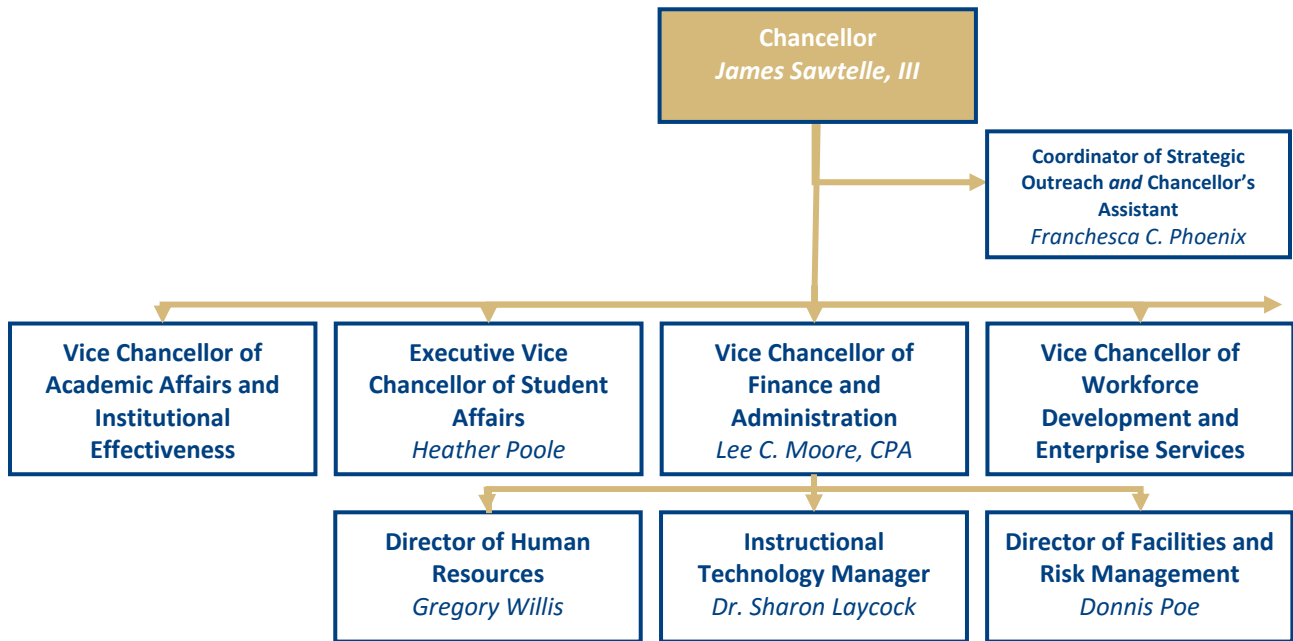 Chancellor
James Sawtelle, III
Coordinator of Strategic
Outreach and Chancellor's
Assistant
Franchesca C. Phoenix
Vice Chancellor of
Academic Affairs and
Institutional
Effectiveness
Executive Vice
Chancellor of Student
Affairs
Heather Poole
Vice Chancellor of
Finance and
Administration
Lee C. Moore, CPA
Vice Chancellor of
Workforce
Development and
Enterprise Services
Director of Human
Resources
Gregory Willis
Instructional
Technology Manager
Dr. Sharon Laycock
Director of Facilities and
Risk Management
Donnis Poe